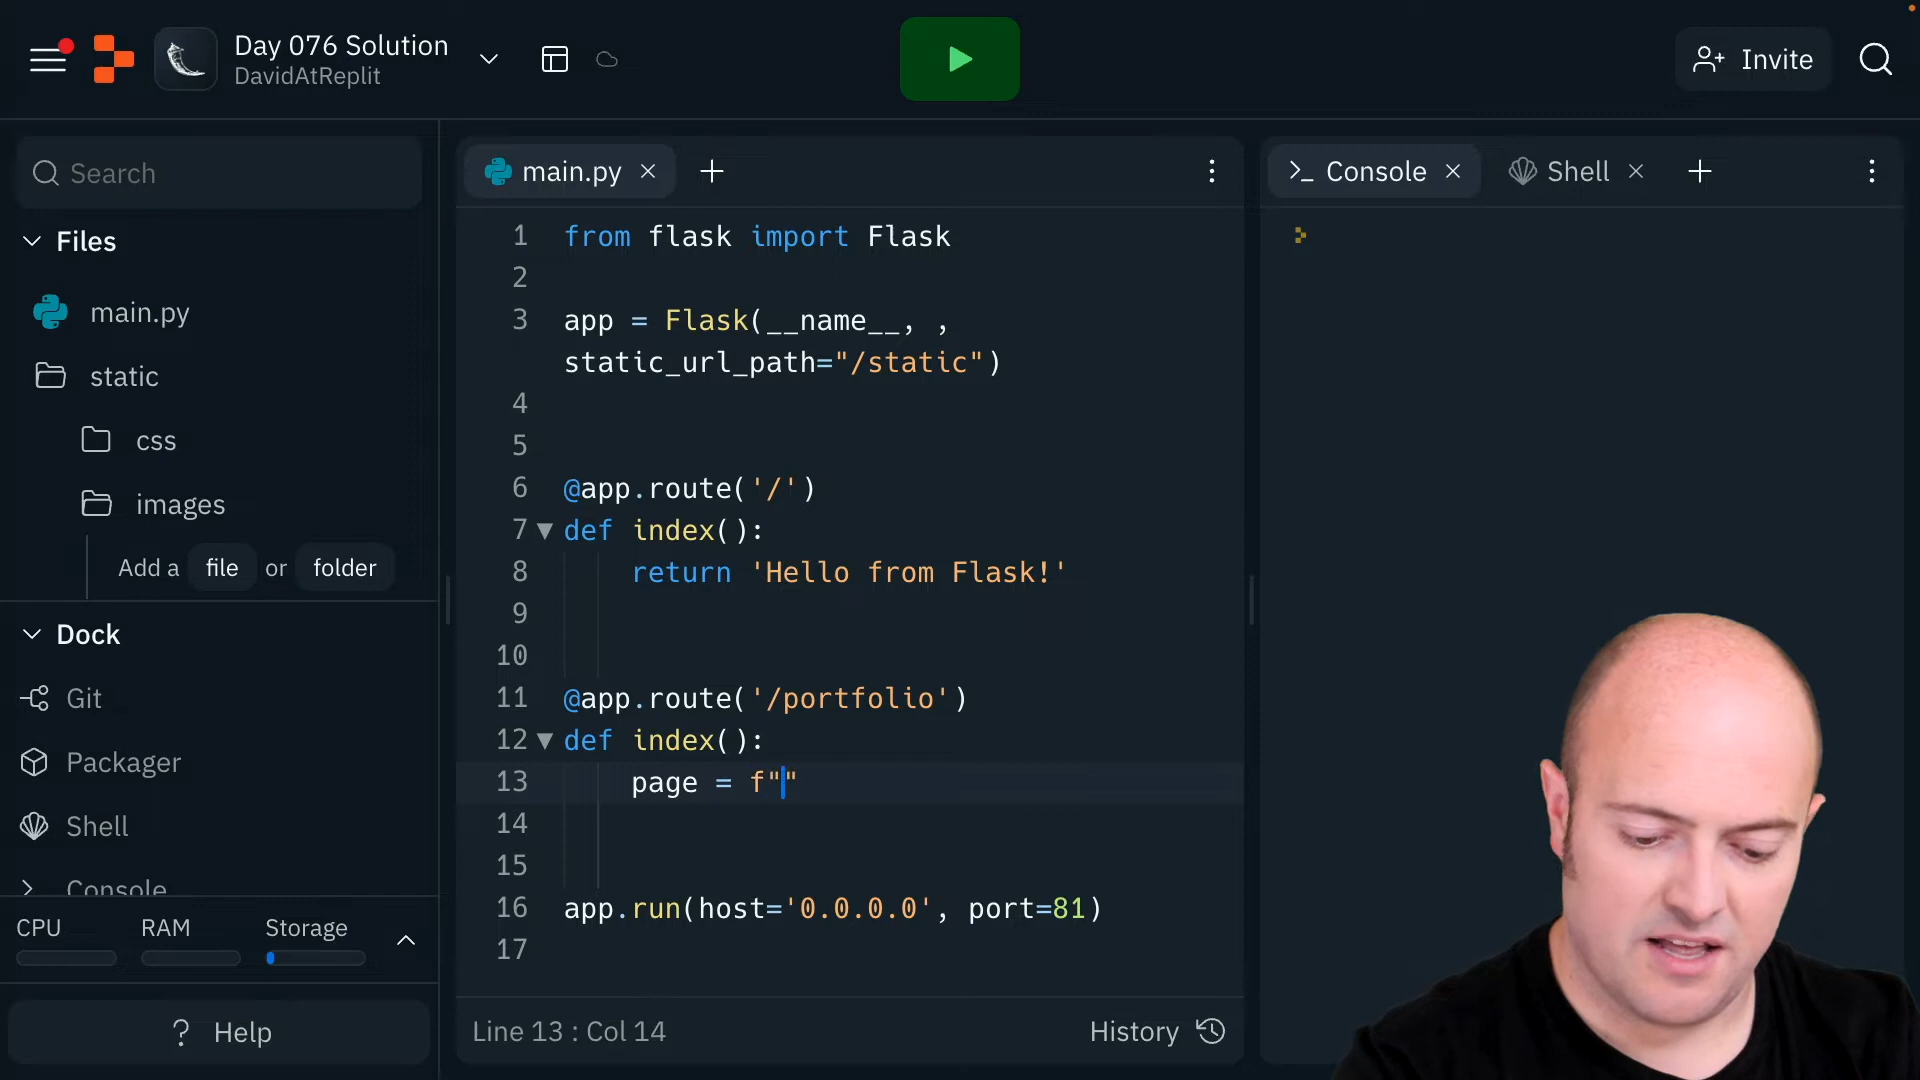 Day 076 Solution
DavidAtReplit
Invite
Search
Files
main.py
static
css
images
Add a file or folder
Dock
Git
Packager
Shell
Console
CPU RAM Storage
? Help
main.py
1 from flask import Flask
2
3 app = Flask(__name__, ,
static_url_path="/static")
4
5
6 @app.route('/')
7 def index():
8 return 'Hello from Flask!'
9
10
11 @app.route('/portfolio')
12 def index():
13 page = f""
14
15
16 app.run(host='0.0.0.0', port=81)
17
Line 13 : Col 14
History
Console
Shell